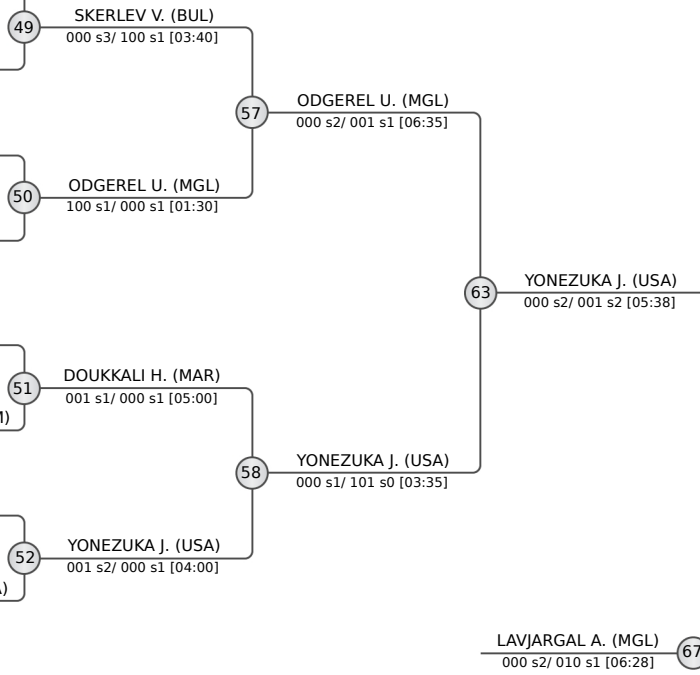 49
SKERLEV V. (BUL)
000 s3/ 100 s1 [03:40]
57
ODGEREL U. (MGL)
000 s2/ 001 s1 [06:35]
50
ODGEREL U. (MGL)
100 s1/ 000 s1 [01:30]
63
YONEZUKA J. (USA)
000 s2/ 001 s2 [05:38]
51
DOUKKALI H. (MAR)
001 s1/ 000 s1 [05:00]
58
YONEZUKA J. (USA)
000 s1/ 101 s0 [03:35]
52
YONEZUKA J. (USA)
001 s2/ 000 s1 [04:00]
LAVJARGAL A. (MGL)
000 s2/ 010 s1 [06:28]
67